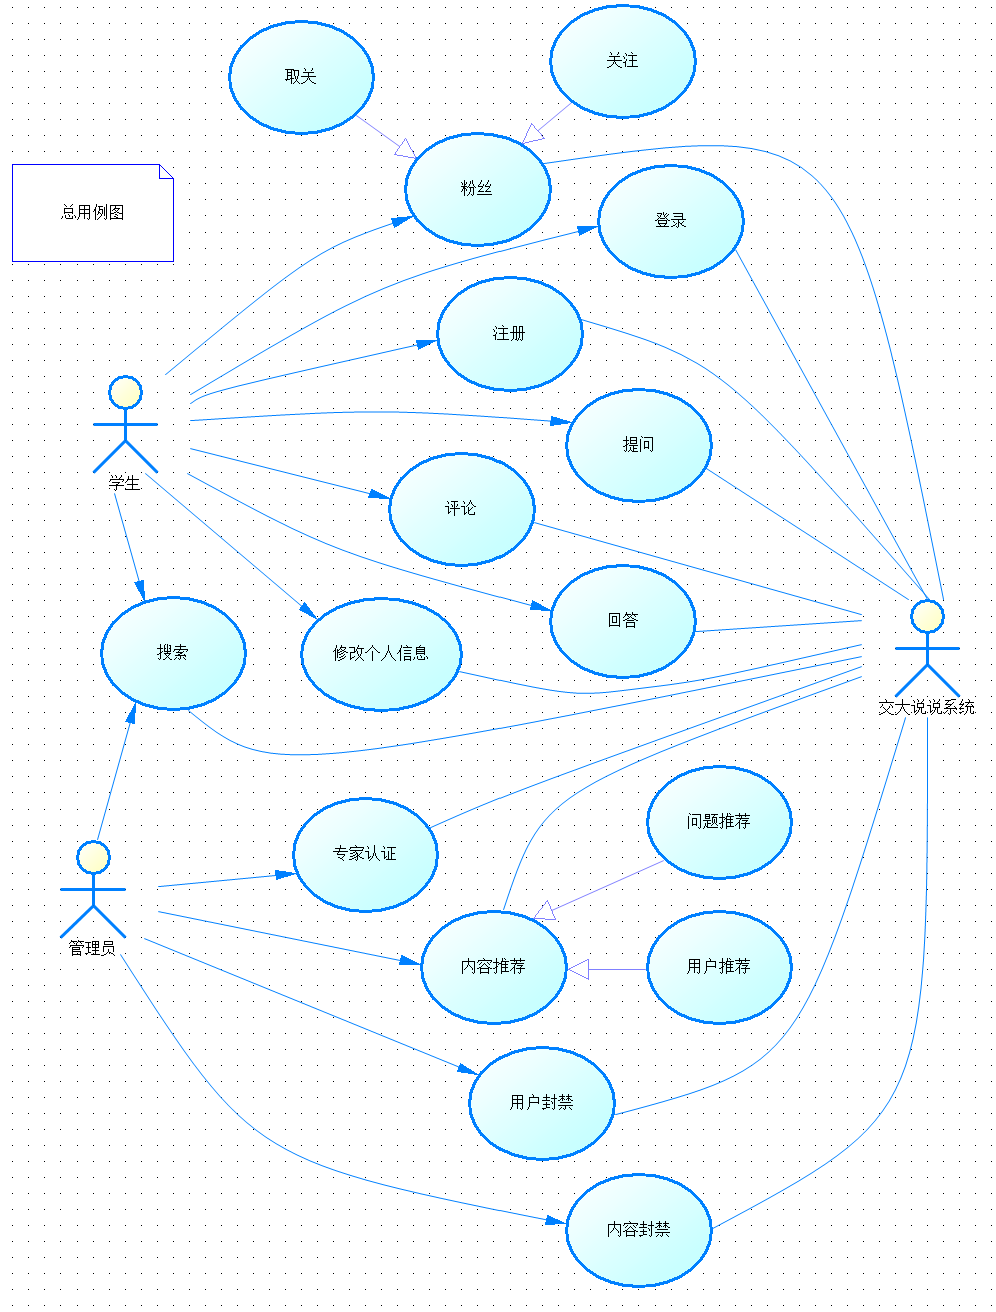 取关
关注
粉丝
总用例图
登录
注册
提问
学生
评论
回答
搜索
修改个人信息
交大说说系统
专家认证
问题推荐
管理员
内容推荐
用户推荐
用户封禁
内容封禁